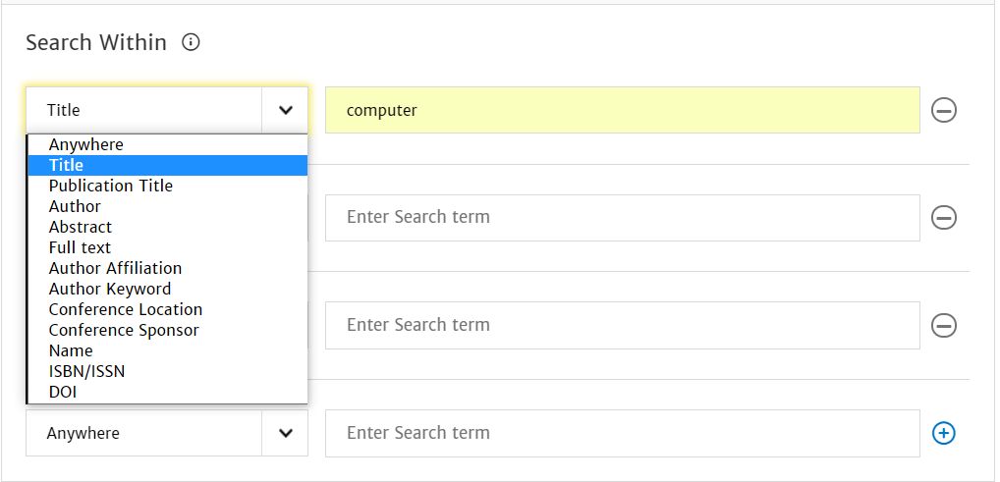 Search Within
Title
computer
Anywhere
Title
Publication Title
Author
Abstract
Full text
Author Affiliation
Author Keyword
Conference Location
Conference Sponsor
Name
ISBN/ISSN
DOI
Enter Search term
Enter Search term
Anywhere
Enter Search term